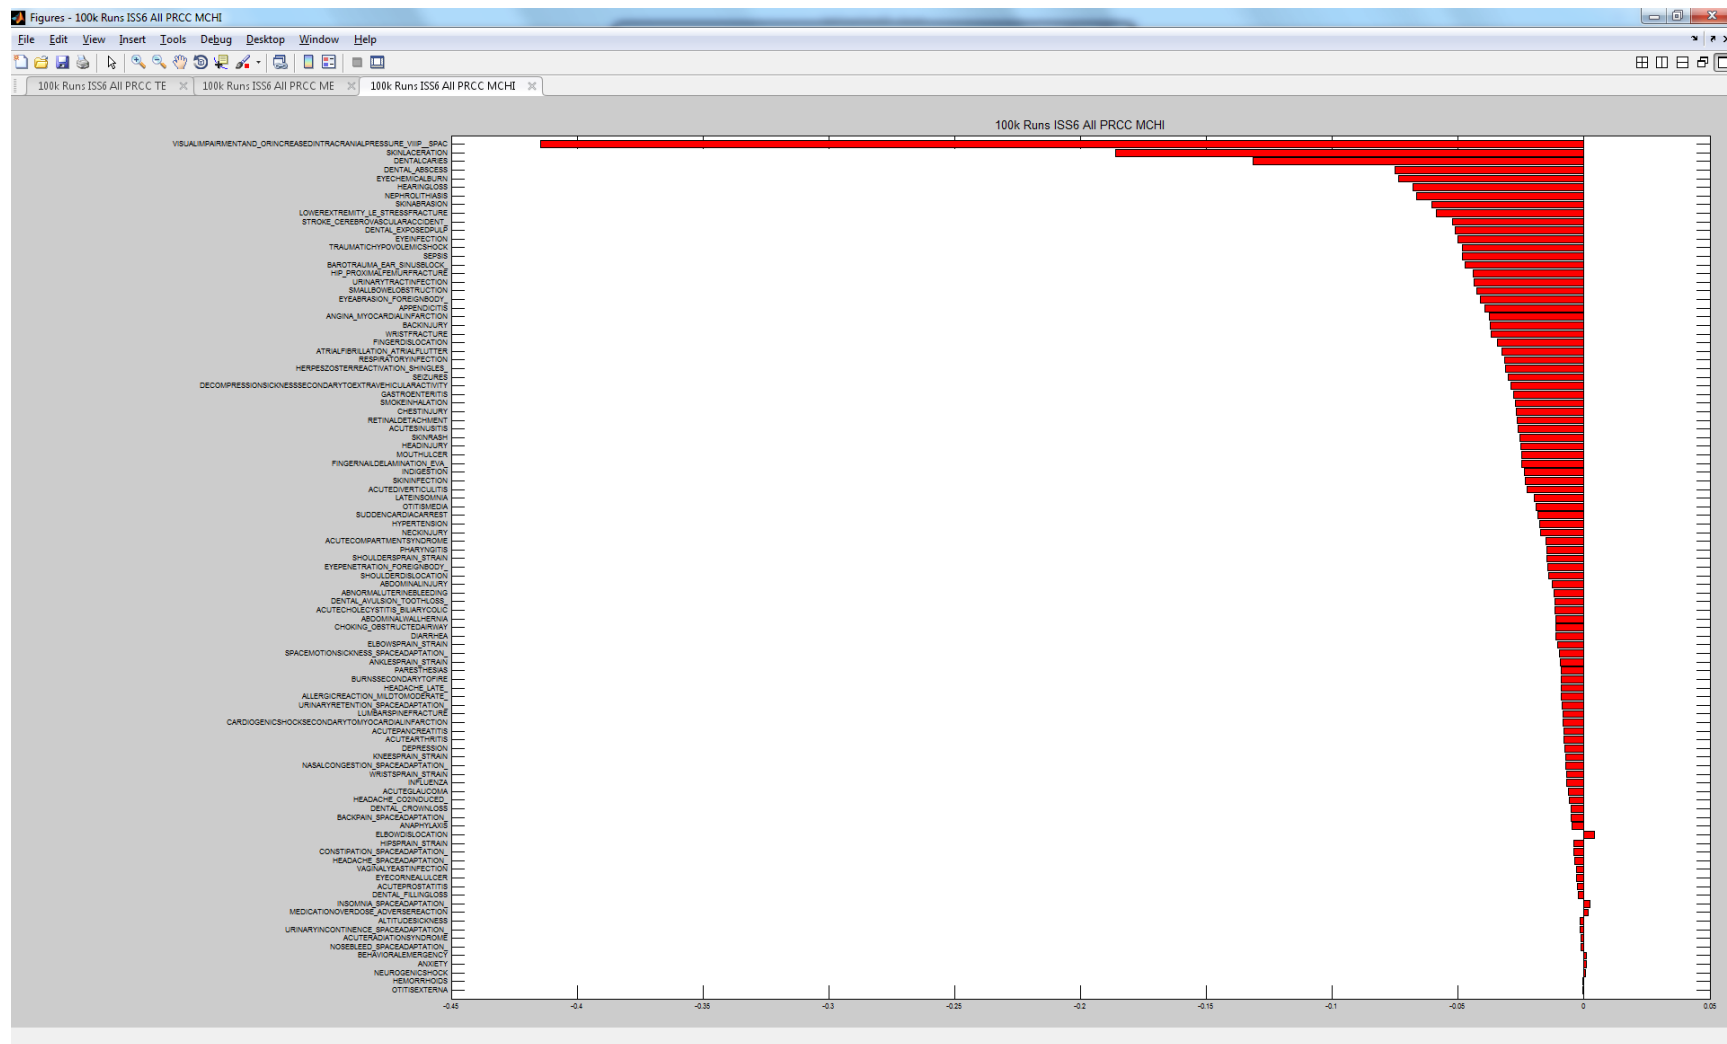 Figures - 100k Runs ISS6 All PRCC MCHI
File Edit View Insert Tools Debug Desktop Window Help
100k Runs ISS6 All PRCC TE 100k Runs ISS6 All PRCC ME 100k Runs ISS6 All PRCC MCHI
100k Runs ISS6 All PRCC MCHI
VISUALIMPAIRMENTAND_ORINCREASEDINTRACRANIALPRESSURE_VIIP__SPAC
SKINLACERATION
DENTALCARIES
DENTAL_ABSCESS
EYECHEMICALBURN
HEARINGLOSS
NEPHROLITHIASIS
SKINABRASION
LOWEREXTREMITY_LE_STRESSFRACTURE
STROKE_CEREBROVASCULARACCIDENT_
DENTAL_EXPOSEDPULP
EYEINFECTION
TRAUMATICHYPOVOLEMICSHOCK
SEPSIS
BAROTRAUMA_EAR_SINUSBLOCK_
HIP_PROXIMALFEMURFRACTURE
URINARYTRACTINFECTION
SMALLBOWELOBSTRUCTION
EYEABRASION_FOREIGNBODY_
APPENDICITIS
ANGINA_MYOCARDIALINFARCTION
BACKINJURY
WRISTFRACTURE
FINGERDISLOCATION
ATRIALFIBRILLATION_ATRIALFLUTTER
RESPIRATORYINFECTION
HERPESZOSTERREACTIVATION_SHINGLES_
SEIZURES
DECOMPRESSIONSICKNESSSECONDARYTOEXTRAVEHICULARACTIVITY
GASTROENTERITIS
SMOKEINHALATION
CHESTINJURY
RETINALDETACHMENT
ACUTESINUSITIS
SKINRASH
HEADINJURY
MOUTHULCER
FINGERNAILDELAMINATION_EVA_
INDIGESTION
SKININFECTION
ACUTEDIVERTICULITIS
LATEINSOMNIA
OTITISMEDIA
SUDDENCARDIACARREST
HYPERTENSION
NECKINJURY
ACUTECOMPARTMENTSYNDROME
PHARYNGITIS
SHOULDERSPRAIN_STRAIN
EYEPENETRATION_FOREIGNBODY_
SHOULDERDISLOCATION
ABDOMINALINJURY
ABNORMALUTERINEBLEEDING
DENTAL_AVULSION_TOOTHLOSS_
ACUTECHOLECYSTITIS_BILIARYCOLIC
ABDOMINALWALLHERNIA
CHOKING_OBSTRUCTEDAIRWAY
DIARRHEA
ELBOWSPRAIN_STRAIN
SPACEMOTIONSICKNESS_SPACEADAPTATION_
ANKLESPRAIN_STRAIN
PARESTHESIAS
BURNSSECONDARYTOFIRE
HEADACHE_LATE_
ALLERGICREACTION_MILDTOMODERATE_
URINARYRETENTION_SPACEADAPTATION_
LUMBARSPINEFRACTURE
CARDIOGENICSHOCKSECONDARYTOMYOCARDIALINFARCTION
ACUTEPANCREATITIS
ACUTEARTHRITIS
DEPRESSION
KNEESPRAIN_STRAIN
NASALCONGESTION_SPACEADAPTATION_
WRISTSPRAIN_STRAIN
INFLUENZA
ACUTEGLAUCOMA
HEADACHE_CO2INDUCED_
DENTAL_CROWNLOSS
BACKPAIN_SPACEADAPTATION_
ANAPHYLAXIS
ELBOWDISLOCATION
HIPSPRAIN_STRAIN
CONSTIPATION_SPACEADAPTATION_
HEADACHE_SPACEADAPTATION_
VAGINALYEASTINFECTION
EYECORNEALULCER
ACUTEPROSTATITIS
DENTAL_FILLINGLOSS
INSOMNIA_SPACEADAPTATION_
MEDICATIONOVERDOSE_ADVERSEREACTION
ALTITUDESICKNESS
URINARYINCONTINENCE_SPACEADAPTATION_
ACUTERADIATIONSYNDROME
NOSEBLEED_SPACEADAPTATION_
BEHAVIORALEMERGENCY
ANXIETY
NEUROGENICSHOCK
HEMORRHOIDS
OTITISEXTERNA
-0.45 -0.4 -0.35 -0.3 -0.25 -0.2 -0.15 -0.1 -0.05 0 0.05